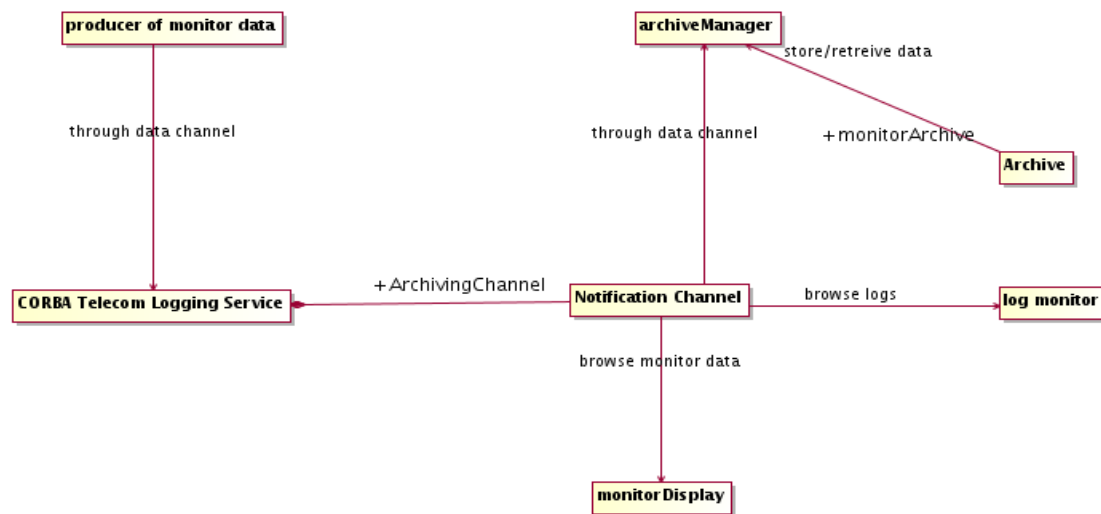 producer of monitor data
archiveManager
store/retreive data
through data channel
through data channel
+monitorArchive
Archive
+ArchivingChannel
CORBA Telecom Logging Service
Notification Channel
browse logs
log monitor
browse monitor data
monitorDisplay